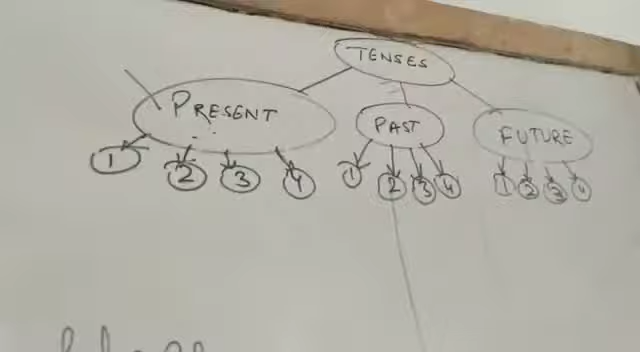 TENSES
PRESENT PAST FUTURE
1 2 3 4 1 2 3 4 1 2 3 4